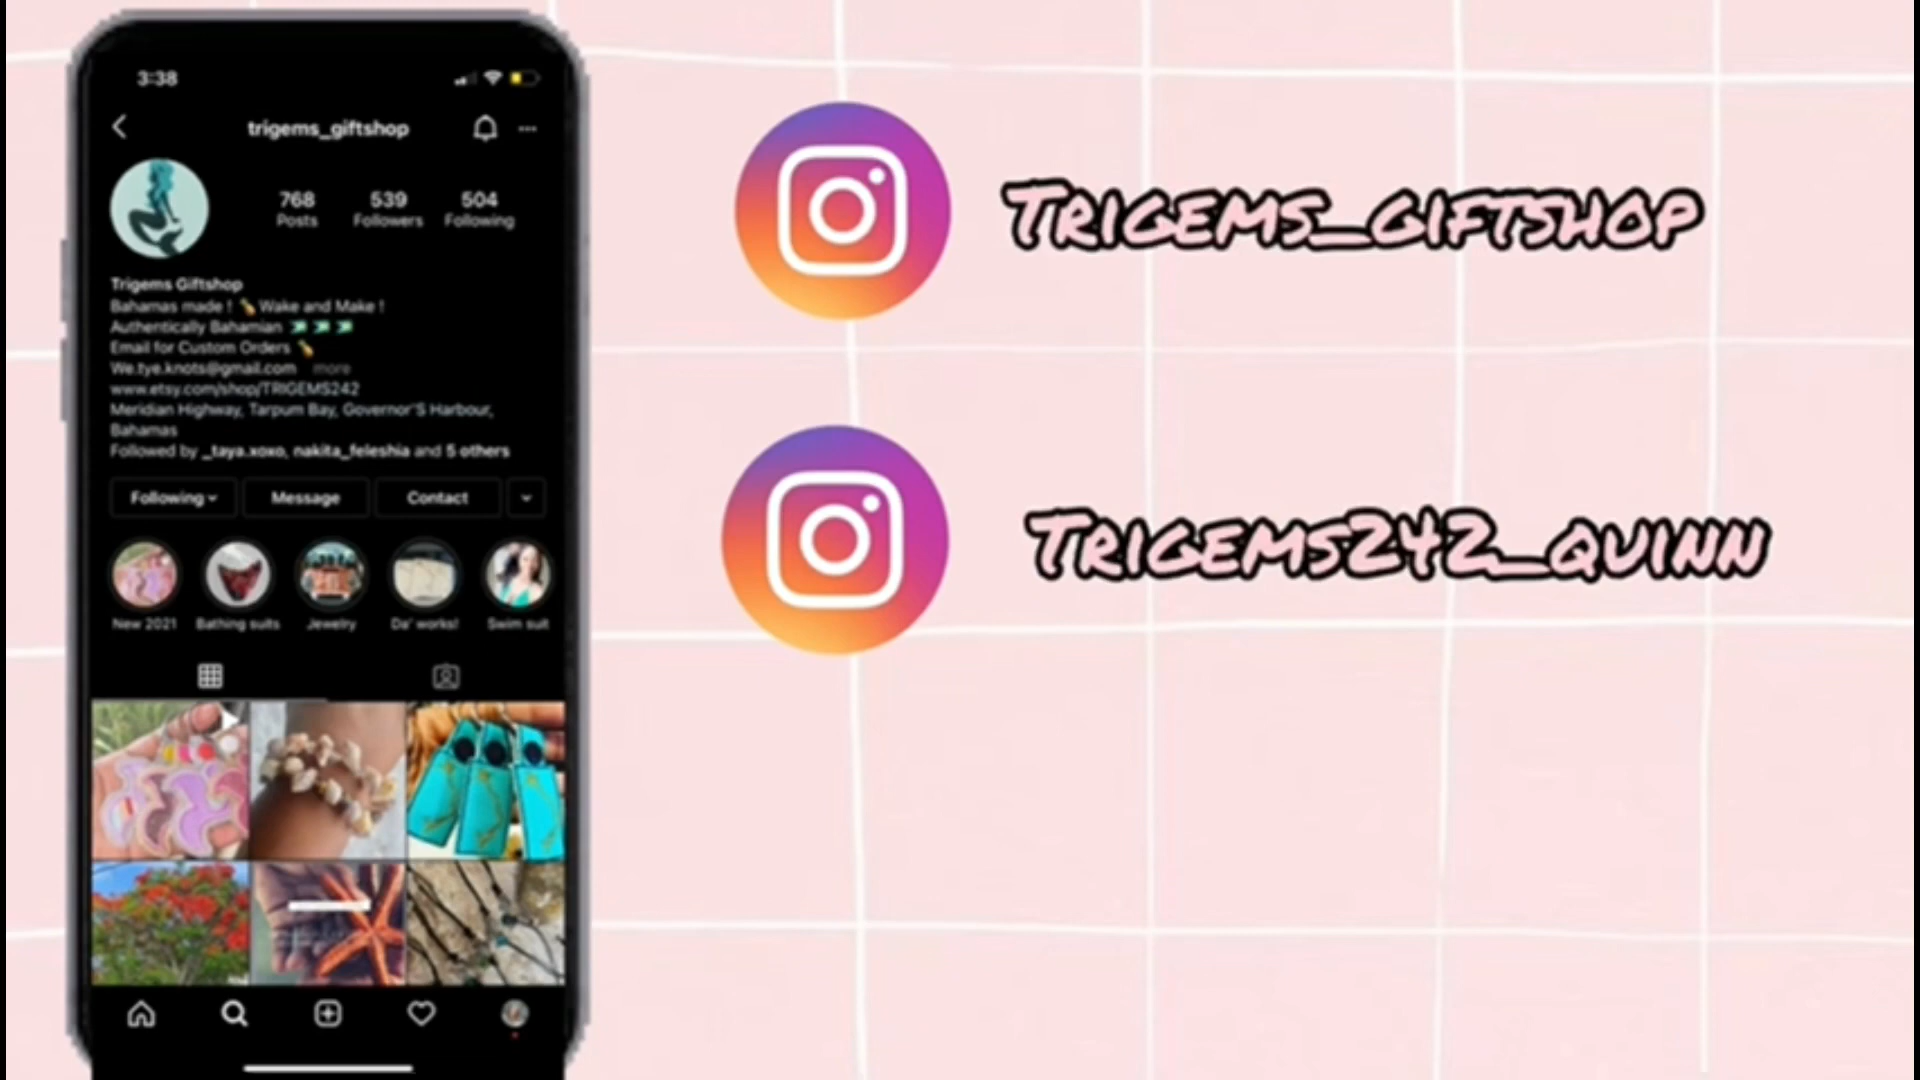 3:38
trigems_giftshop
768 539 504
Posts Followers Following
Trigems Giftshop
Bahamas made ! Wake and Make !
Authentically Bahamian
Email for Custom Orders
We.tye.knots@gmail.com more
www.etsy.com/shop/TRIGEMS242
Meridian Highway, Tarpum Bay, Governor'S Harbour,
Bahamas
Followed by _taya.xoxo, nakita_feleshia and 5 others
Following Message Contact
New 2021 Bathing suits Jewelry Da' works! Swim suit
Trigems_giftshop
Trigems242_quinn